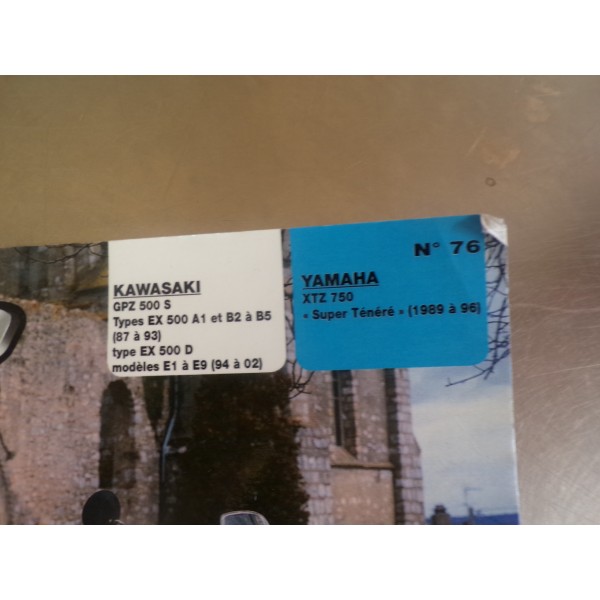 KAWASAKI
GPZ 500 S
Types EX 500 A1 et B2 à B5
(87 à 93)
type EX 500 D
modèles E1 à E9 (94 à 02)
N° 76
YAMAHA
XTZ 750
« Super Ténéré » (1989 à 96)